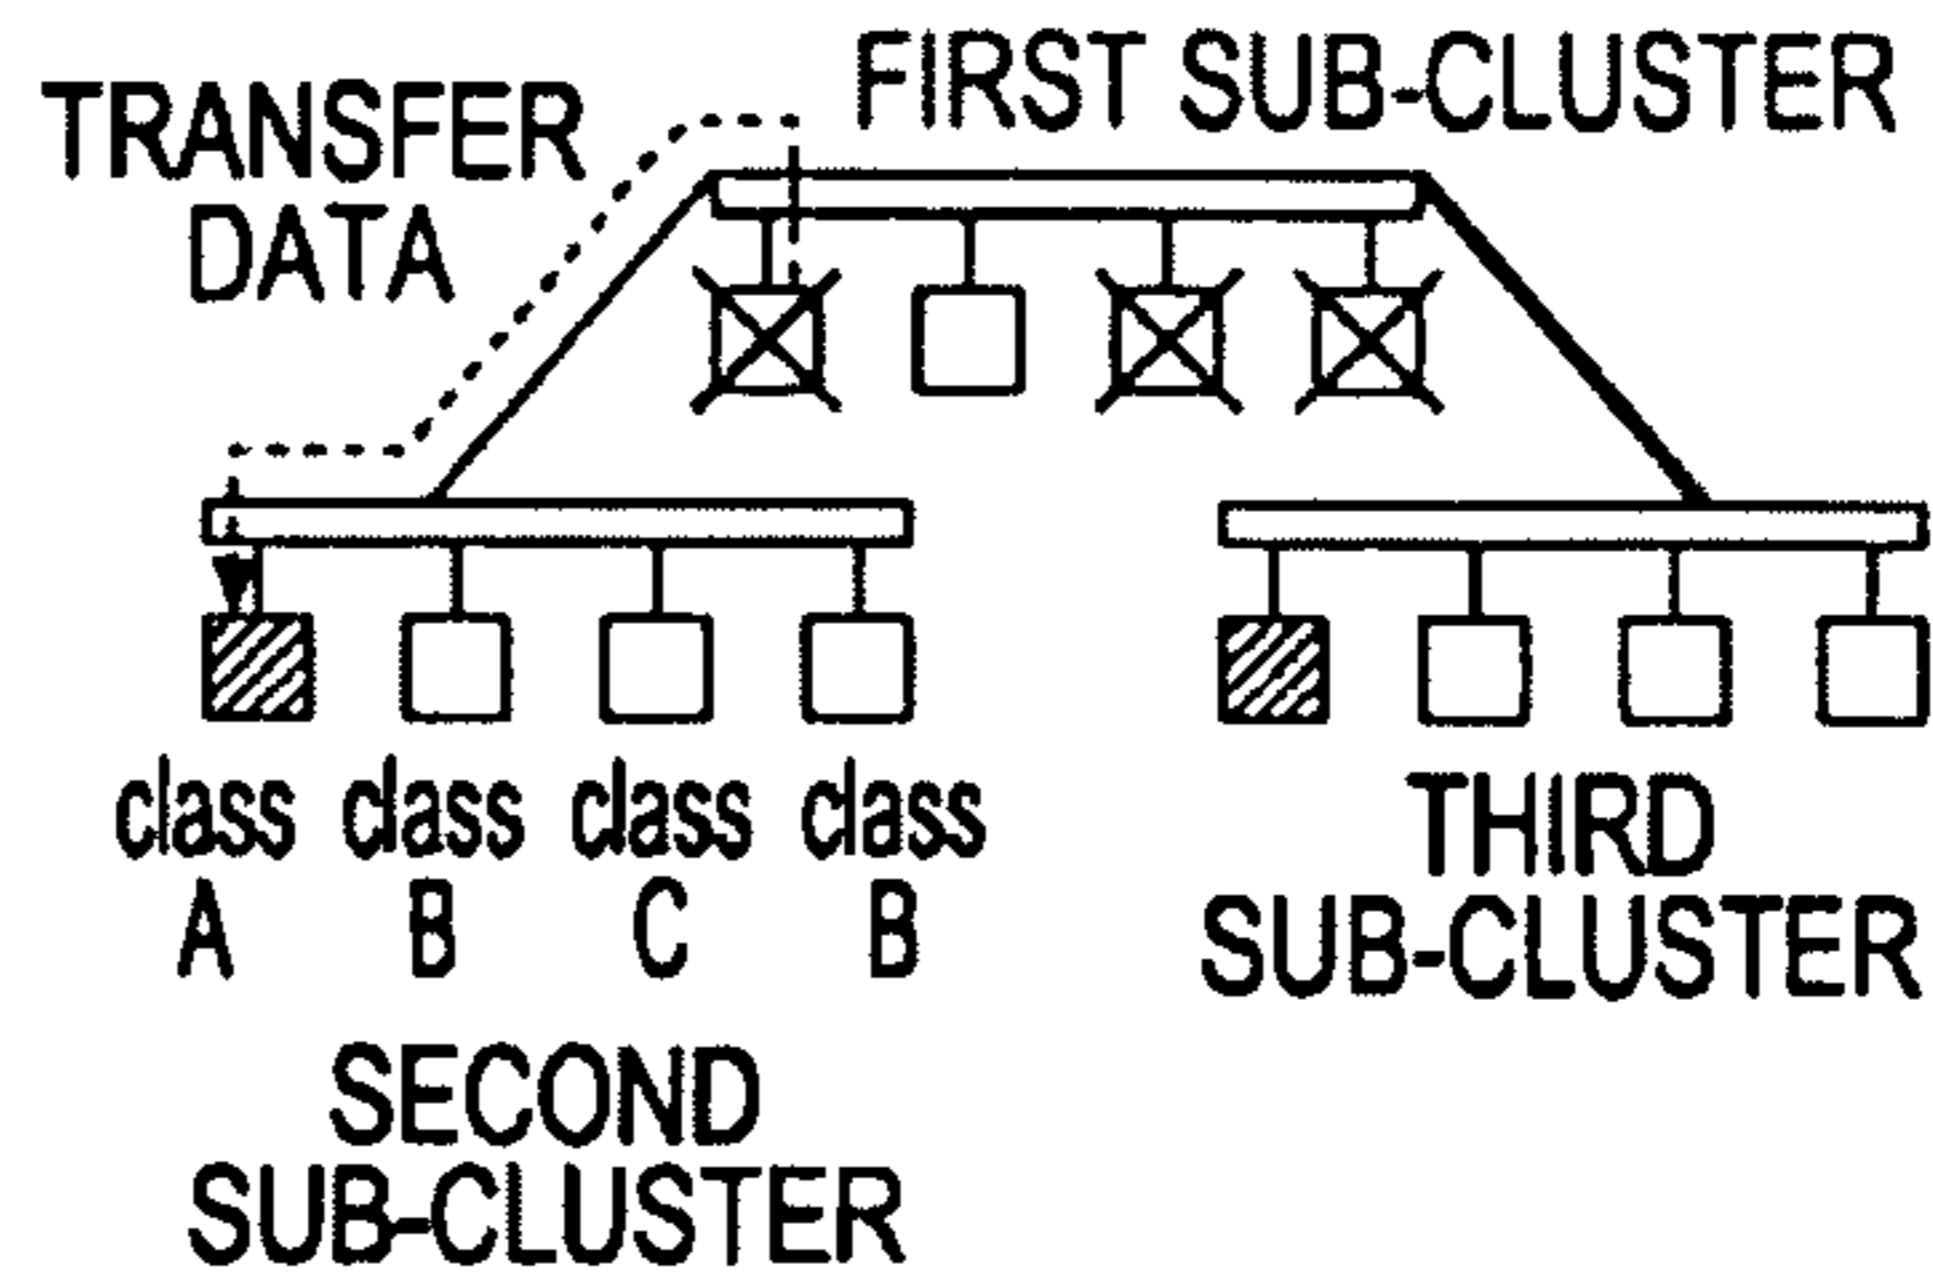 FIRST SUB-CLUSTER
TRANSFER
DATA
class class class class
A B C B
SECOND
SUB-CLUSTER
THIRD
SUB-CLUSTER